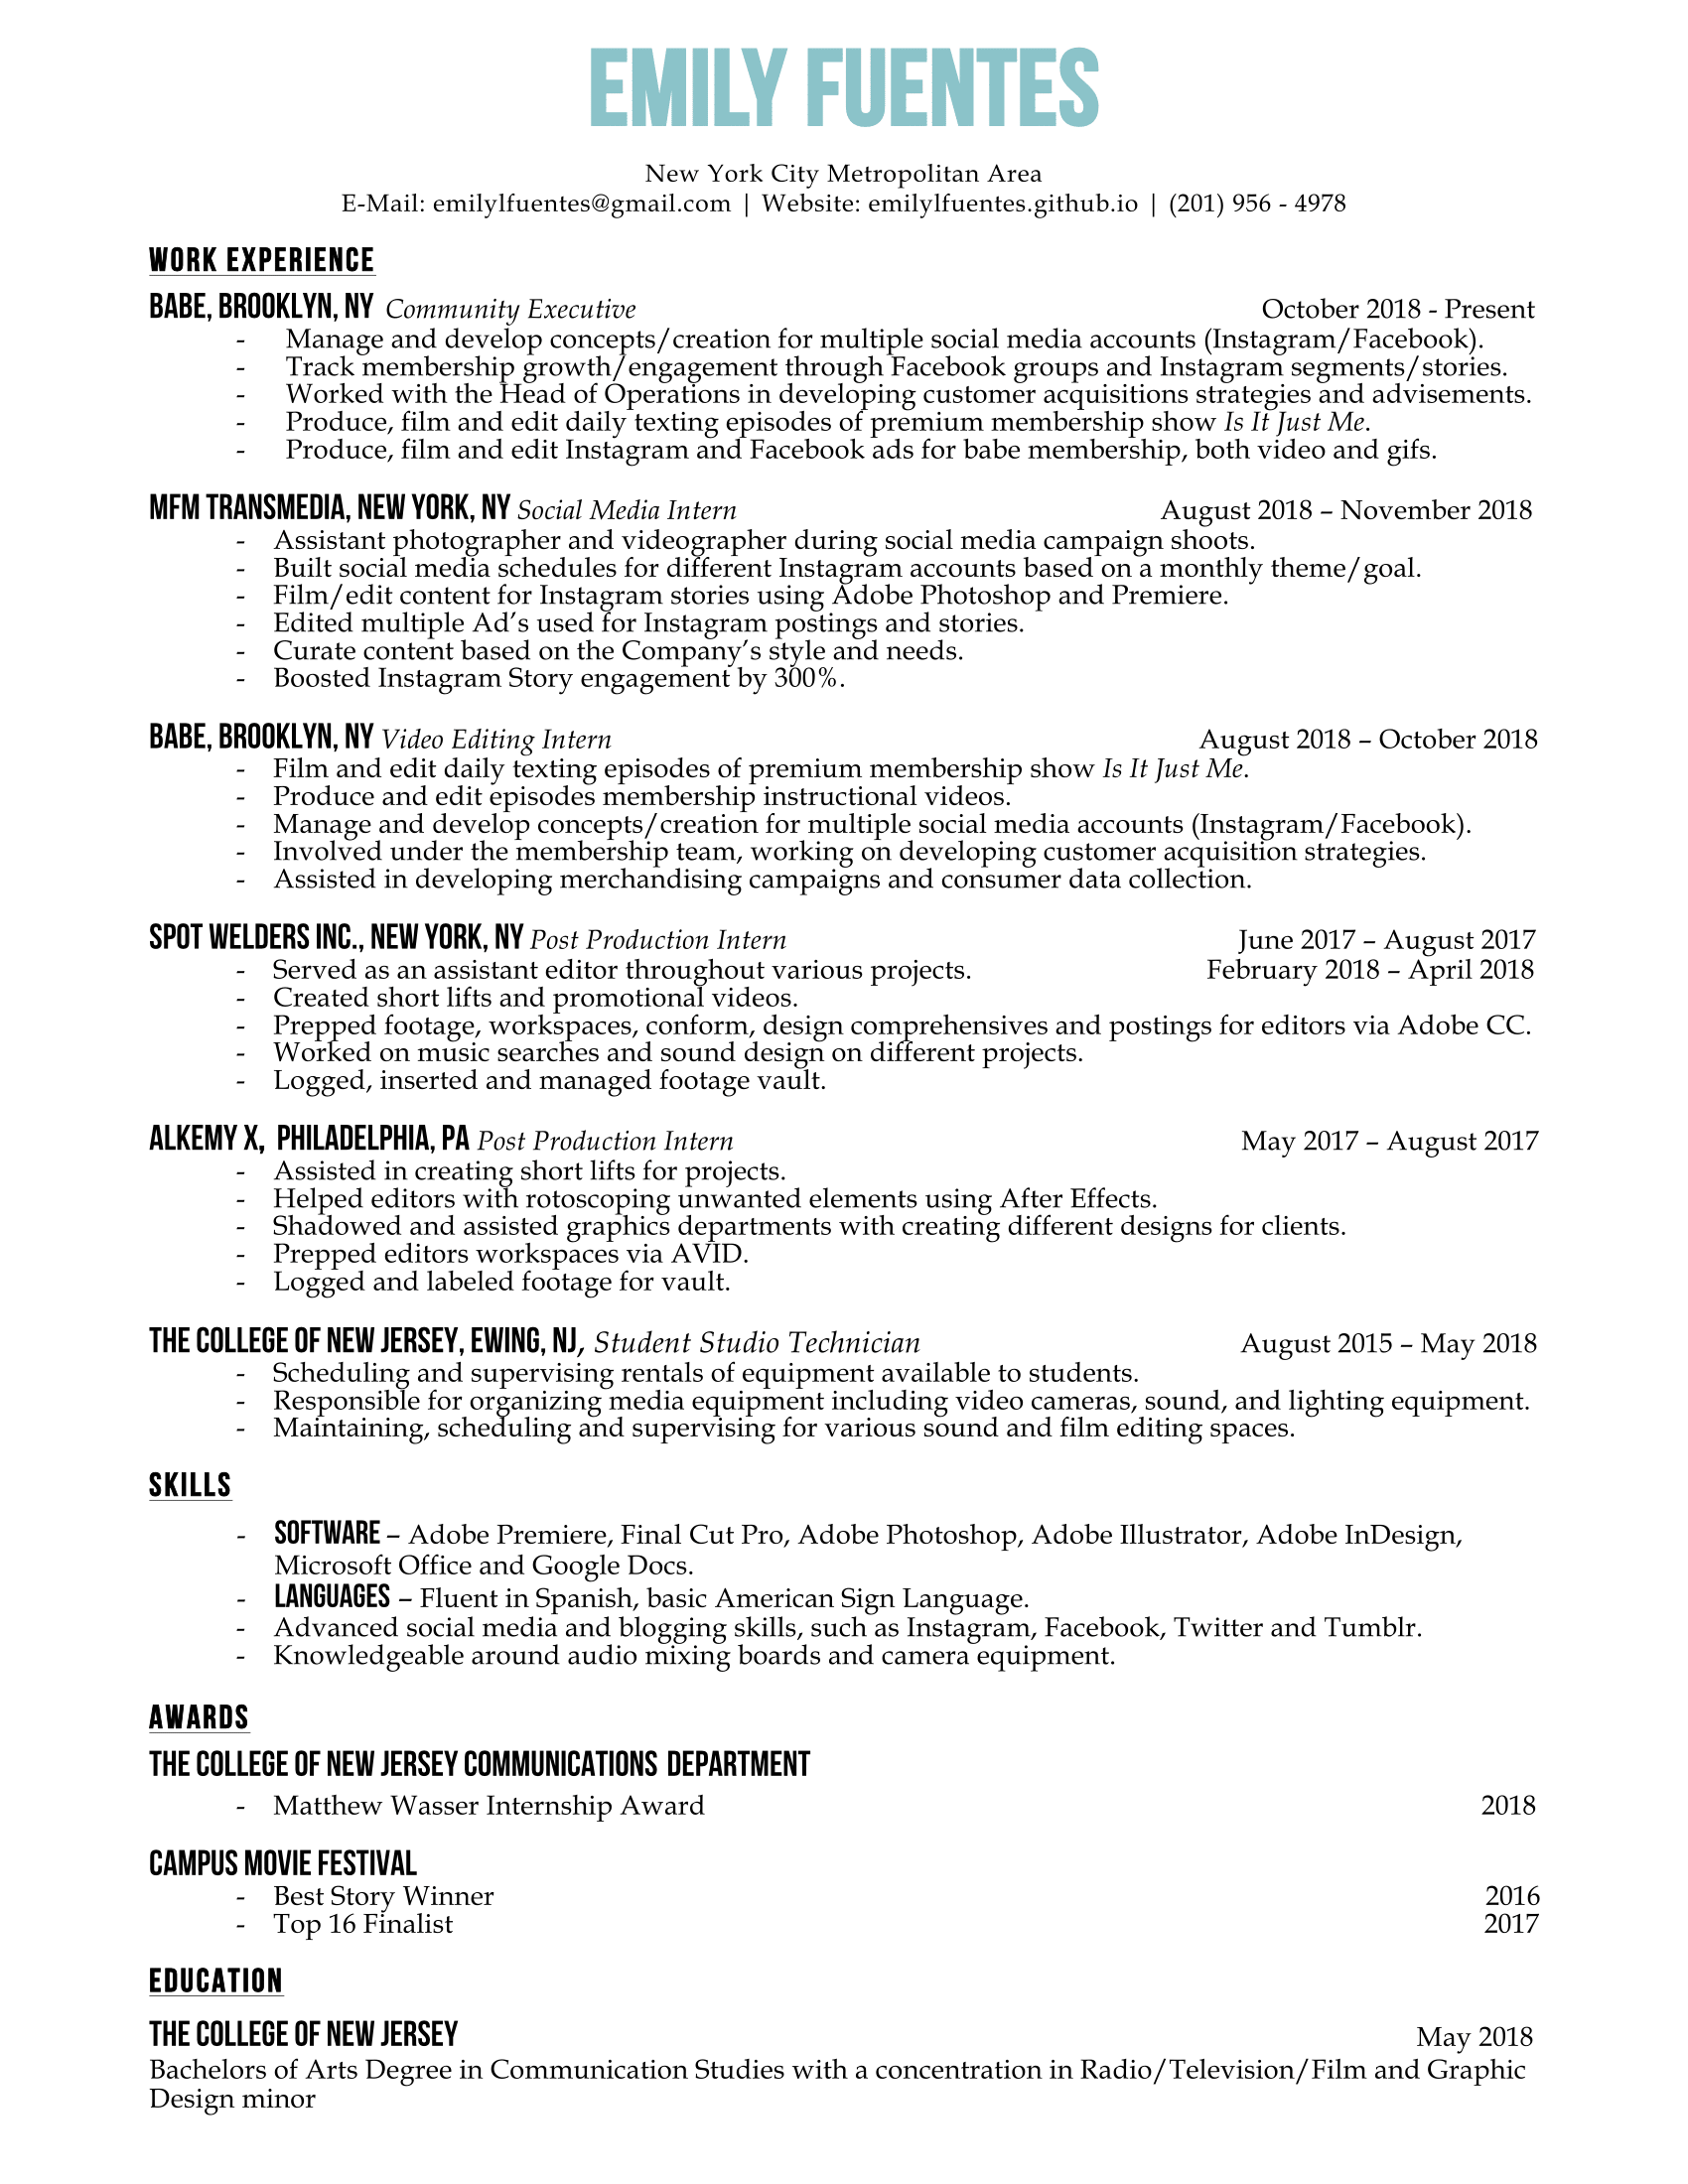 EMILY FUENTES
New York City Metropolitan Area
E-Mail: emilylfuentes@gmail.com | Website: emilylfuentes.github.io | (201) 956 - 4978
WORK EXPERIENCE
BABE, BROOKLYN, NY Community Executive October 2018 - Present
- Manage and develop concepts/creation for multiple social media accounts (Instagram/Facebook).
- Track membership growth/engagement through Facebook groups and Instagram segments/stories.
- Worked with the Head of Operations in developing customer acquisitions strategies and advisements.
- Produce, film and edit daily texting episodes of premium membership show Is It Just Me.
- Produce, film and edit Instagram and Facebook ads for babe membership, both video and gifs.
MFM TRANSMEDIA, NEW YORK, NY Social Media Intern August 2018 – November 2018
- Assistant photographer and videographer during social media campaign shoots.
- Built social media schedules for different Instagram accounts based on a monthly theme/goal.
- Film/edit content for Instagram stories using Adobe Photoshop and Premiere.
- Edited multiple Ad’s used for Instagram postings and stories.
- Curate content based on the Company’s style and needs.
- Boosted Instagram Story engagement by 300%.
BABE, BROOKLYN, NY Video Editing Intern August 2018 – October 2018
- Film and edit daily texting episodes of premium membership show Is It Just Me.
- Produce and edit episodes membership instructional videos.
- Manage and develop concepts/creation for multiple social media accounts (Instagram/Facebook).
- Involved under the membership team, working on developing customer acquisition strategies.
- Assisted in developing merchandising campaigns and consumer data collection.
SPOT WELDERS INC., NEW YORK, NY Post Production Intern June 2017 – August 2017
- Served as an assistant editor throughout various projects. February 2018 – April 2018
- Created short lifts and promotional videos.
- Prepped footage, workspaces, conform, design comprehensives and postings for editors via Adobe CC.
- Worked on music searches and sound design on different projects.
- Logged, inserted and managed footage vault.
ALKEMY X, PHILADELPHIA, PA Post Production Intern May 2017 – August 2017
- Assisted in creating short lifts for projects.
- Helped editors with rotoscoping unwanted elements using After Effects.
- Shadowed and assisted graphics departments with creating different designs for clients.
- Prepped editors workspaces via AVID.
- Logged and labeled footage for vault.
THE COLLEGE OF NEW JERSEY, EWING, NJ, Student Studio Technician August 2015 – May 2018
- Scheduling and supervising rentals of equipment available to students.
- Responsible for organizing media equipment including video cameras, sound, and lighting equipment.
- Maintaining, scheduling and supervising for various sound and film editing spaces.
SKILLS
- SOFTWARE – Adobe Premiere, Final Cut Pro, Adobe Photoshop, Adobe Illustrator, Adobe InDesign,
Microsoft Office and Google Docs.
- LANGUAGES – Fluent in Spanish, basic American Sign Language.
- Advanced social media and blogging skills, such as Instagram, Facebook, Twitter and Tumblr.
- Knowledgeable around audio mixing boards and camera equipment.
AWARDS
THE COLLEGE OF NEW JERSEY COMMUNICATIONS DEPARTMENT
- Matthew Wasser Internship Award 2018
CAMPUS MOVIE FESTIVAL
- Best Story Winner 2016
- Top 16 Finalist 2017
EDUCATION
THE COLLEGE OF NEW JERSEY May 2018
Bachelors of Arts Degree in Communication Studies with a concentration in Radio/Television/Film and Graphic
Design minor